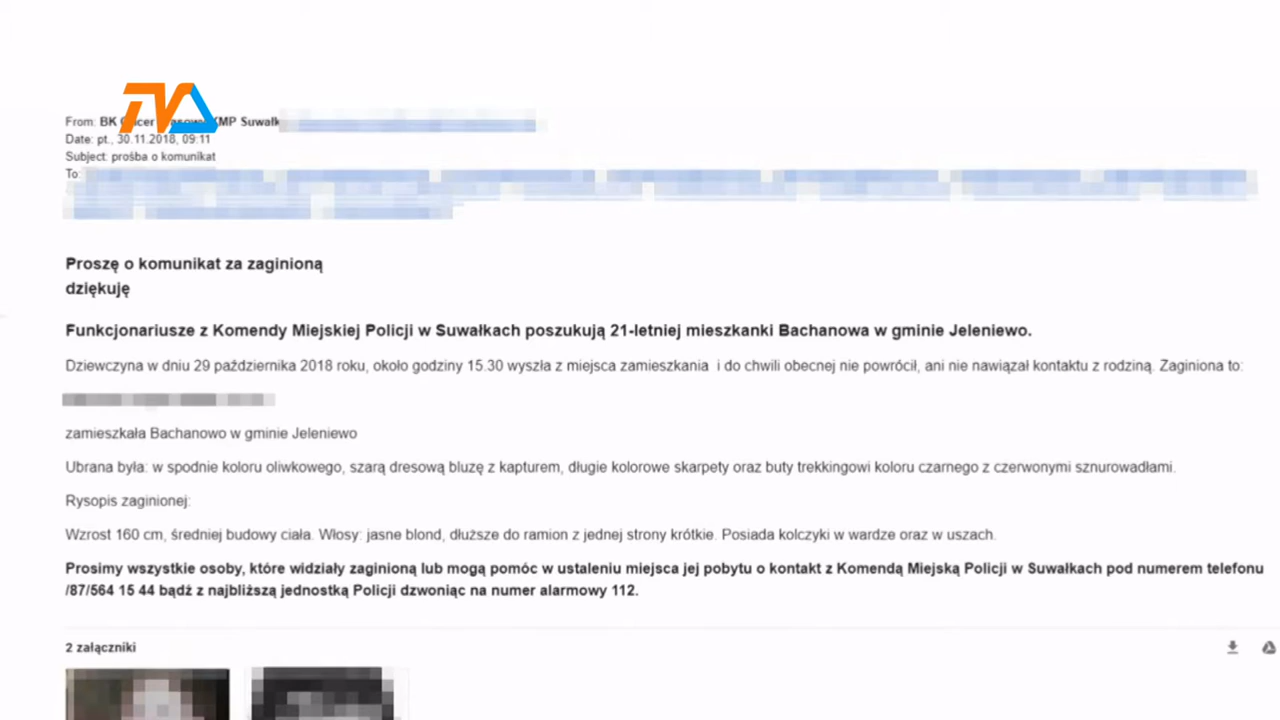 TVA
From: BK MP Suwałk
Date: pt., 30.11.2018, 09:11
Subject: prośba o komunikat
To:
Proszę o komunikat za zaginioną
dziękuję
Funkcjonariusze z Komendy Miejskiej Policji w Suwałkach poszukują 21-letniej mieszkanki Bachanowa w gminie Jeleniewo.
Dziewczyna w dniu 29 października 2018 roku, około godziny 15.30 wyszła z miejsca zamieszkania i do chwili obecnej nie powrócił, ani nie nawiązał kontaktu z rodziną. Zaginiona to:
zamieszkała Bachanowo w gminie Jeleniewo
Ubrana była: w spodnie koloru oliwkowego, szarą dresową bluzę z kapturem, długie kolorowe skarpety oraz buty trekkingowi koloru czarnego z czerwonymi sznurowadłami.
Rysopis zaginionej:
Wzrost 160 cm, średniej budowy ciała. Włosy: jasne blond, dłuższe do ramion z jednej strony krótkie. Posiada kolczyki w wardze oraz w uszach.
Prosimy wszystkie osoby, które widziały zaginioną lub mogą pomóc w ustaleniu miejsca jej pobytu o kontakt z Komendą Miejską Policji w Suwałkach pod numerem telefonu
/87/564 15 44 bądź z najbliższą jednostką Policji dzwoniąc na numer alarmowy 112.
2 załączniki